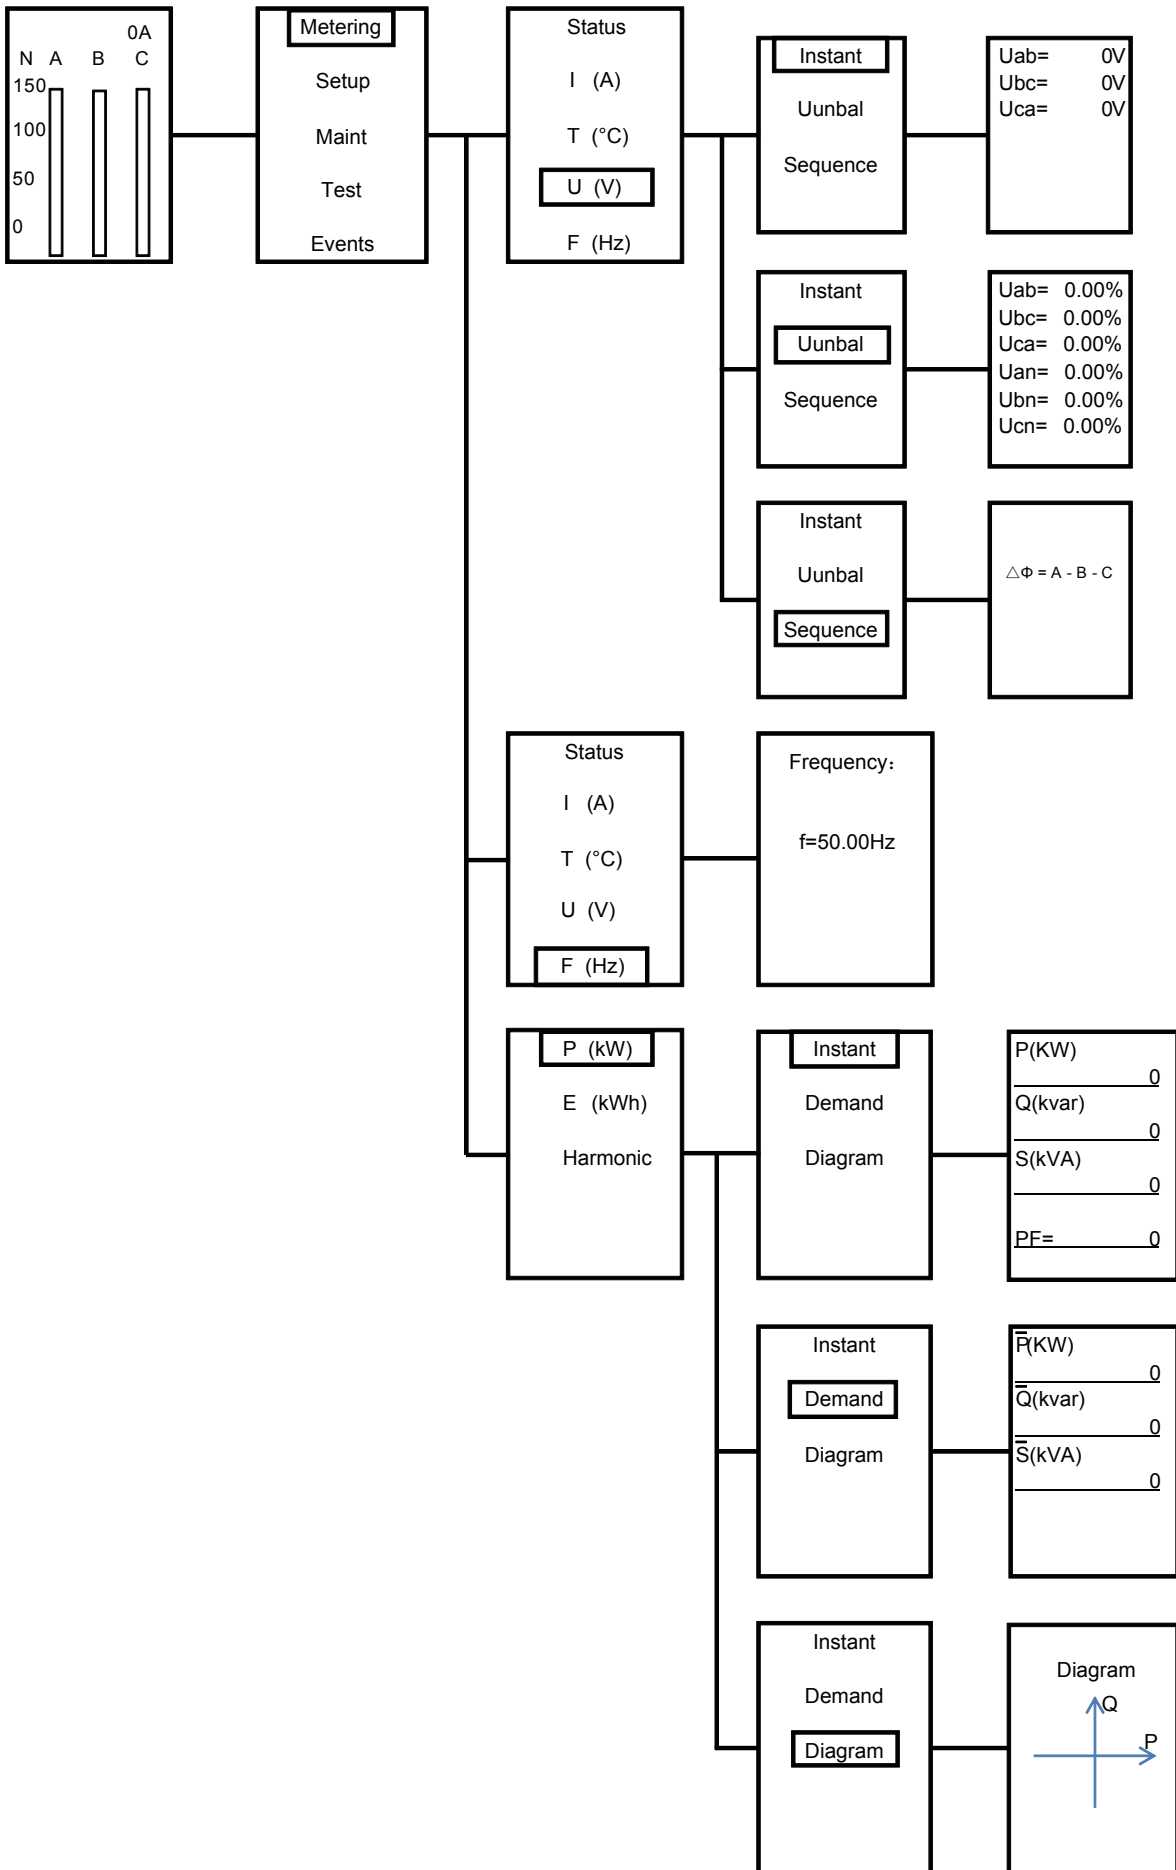 0A
N A B C
150
100
50
0
Metering
Setup
Maint
Test
Events
Status
I (A)
T (°C)
U (V)
F (Hz)
Instant
Uunbal
Sequence
Uab= 0V
Ubc= 0V
Uca= 0V
Instant
Uunbal
Sequence
Uab= 0.00%
Ubc= 0.00%
Uca= 0.00%
Uan= 0.00%
Ubn= 0.00%
Ucn= 0.00%
Instant
Uunbal
Sequence
△Φ = A - B - C
Status
I (A)
T (°C)
U (V)
F (Hz)
Frequency：
f=50.00Hz
P (kW)
E (kWh)
Harmonic
Instant
Demand
Diagram
P(KW)
0
Q(kvar)
0
S(kVA)
0
PF= 0
Instant
Demand
Diagram
P̅(KW)
0
Q̅(kvar)
0
S̅(kVA)
0
Instant
Demand
Diagram
Diagram
Q
P